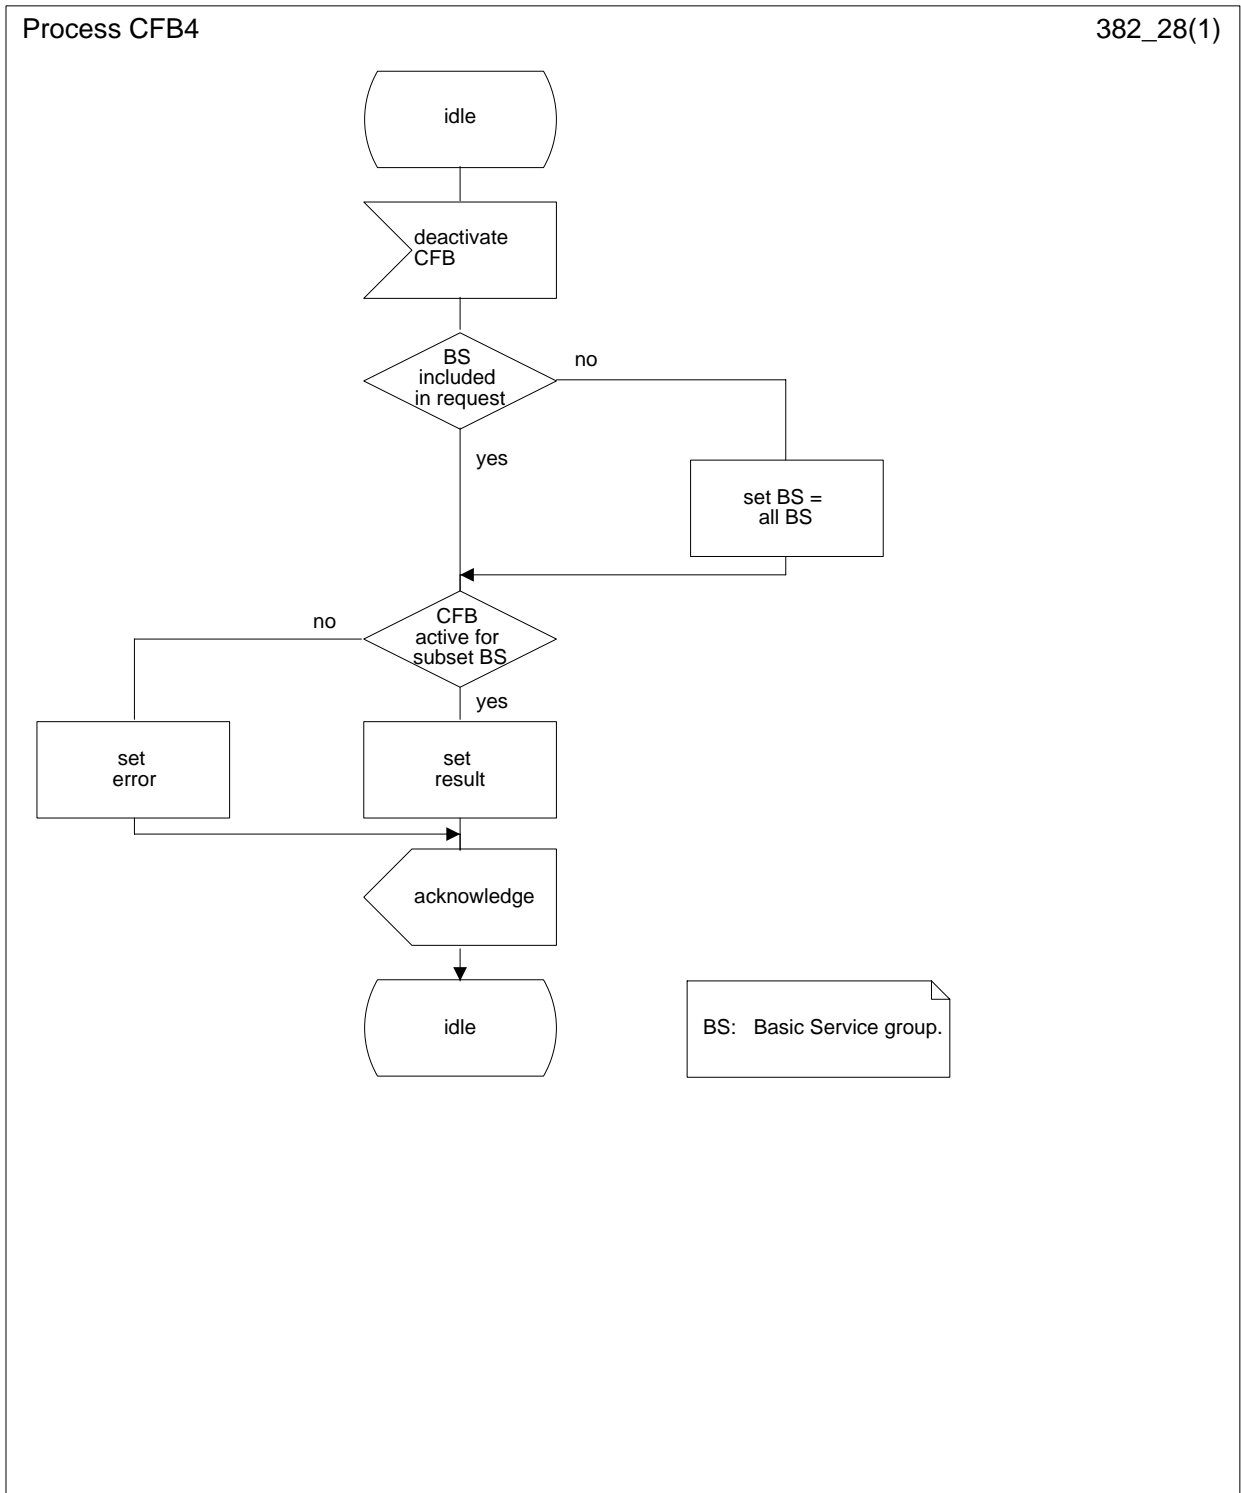 Process CFB4
382_28(1)
idle
deactivate
CFB
BS
included
in request
no
yes
set BS =
all BS
no
CFB
active for
subset BS
yes
set
error
set
result
acknowledge
idle
BS: Basic Service group.